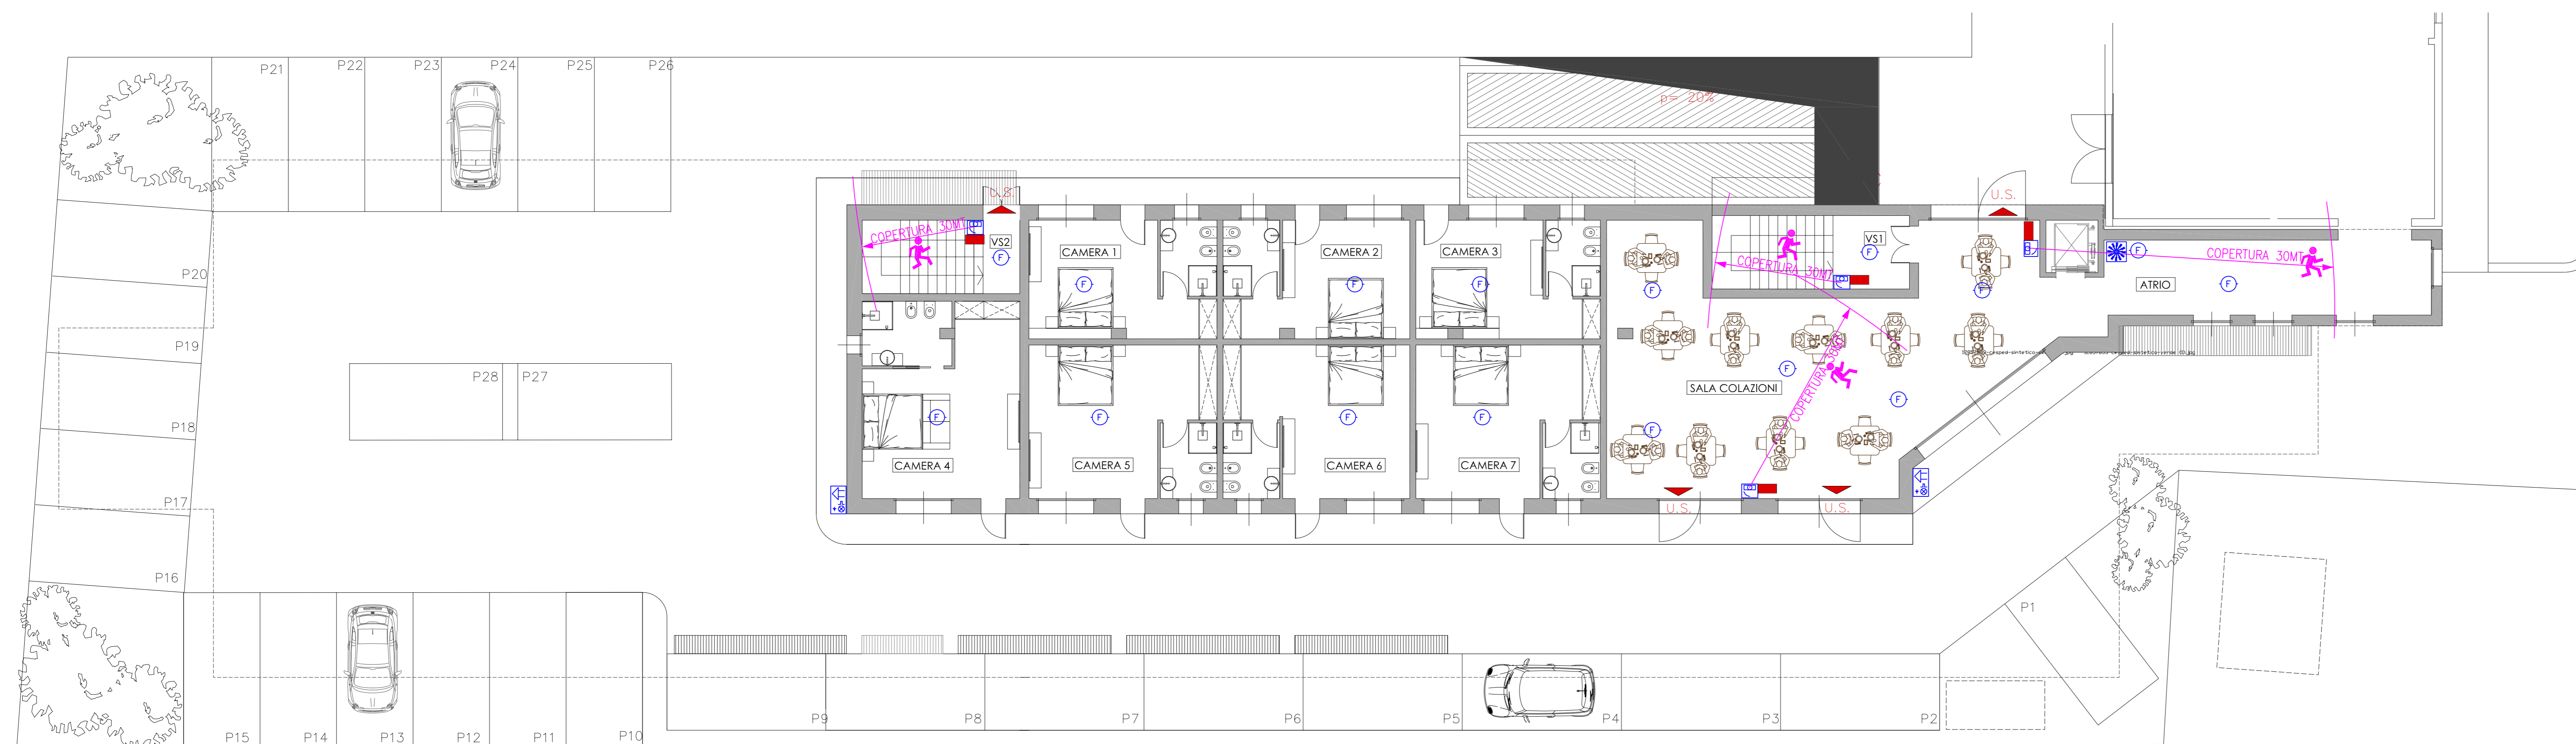 P21
P22
P23
P24
P25
P26
p= 20%
U.S.
U.S.
COPERTURA 30MT
VS2
F
CAMERA 1
CAMERA 2
CAMERA 3
VS1
F
F
COPERTURA 30MT
COPERTURA 30MT
P20
F
F
F
F
F
F
ATRIO
P19
P28
P27
F
COPERTURA 30MT
SALA COLAZIONI
F
P18
F
F
F
F
F
CAMERA 4
CAMERA 5
CAMERA 6
CAMERA 7
P17
U.S.
U.S.
P16
P1
P15
P14
P13
P12
P11
P10
P9
P8
P7
P6
P5
P4
P3
P2